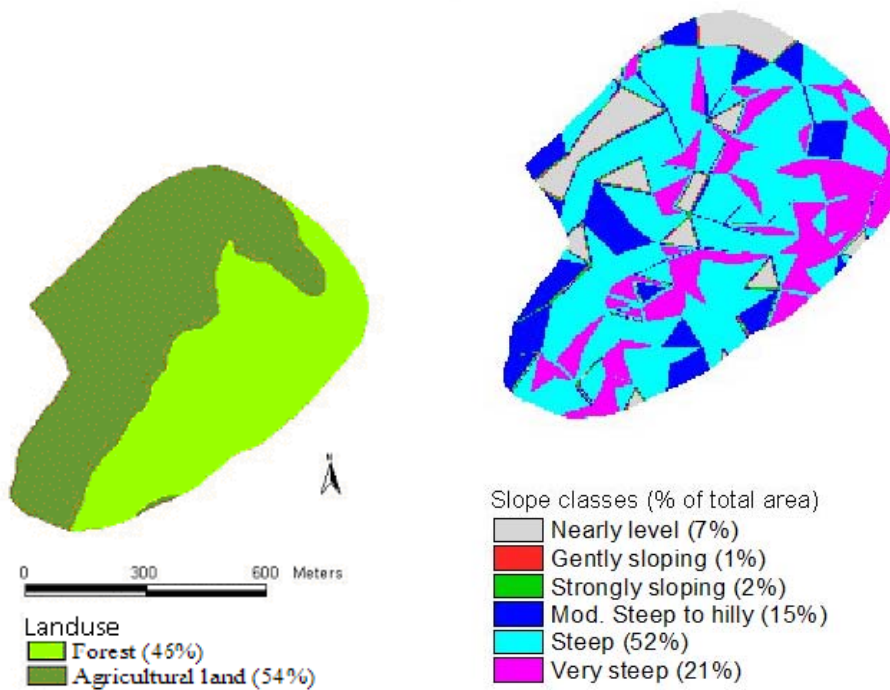 0 300 600 Meters
Landuse
Forest (46%)
Agricultural land (54%)
Slope classes (% of total area)
Nearly level (7%)
Gently sloping (1%)
Strongly sloping (2%)
Mod. Steep to hilly (15%)
Steep (52%)
Very steep (21%)